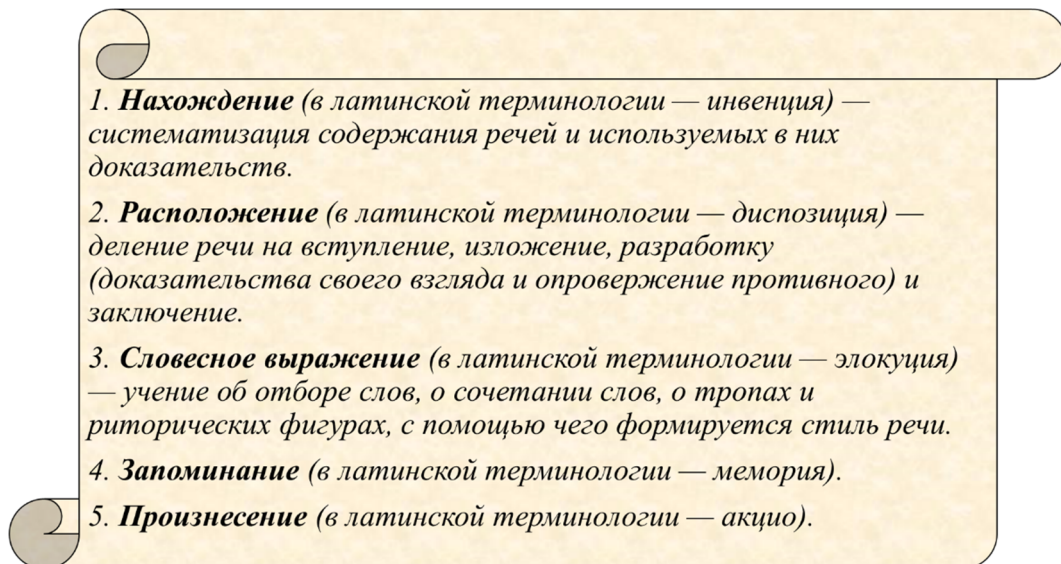 1. Нахождение (в латинской терминологии — инвенция) —
систематизация содержания речей и используемых в них
доказательств.
2. Расположение (в латинской терминологии — диспозиция) —
деление речи на вступление, изложение, разработку
(доказательства своего взгляда и опровержение противного) и
заключение.
3. Словесное выражение (в латинской терминологии — элокуция)
— учение об отборе слов, о сочетании слов, о тропах и
риторических фигурах, с помощью чего формируется стиль речи.
4. Запоминание (в латинской терминологии — мемория).
5. Произнесение (в латинской терминологии — акцио).